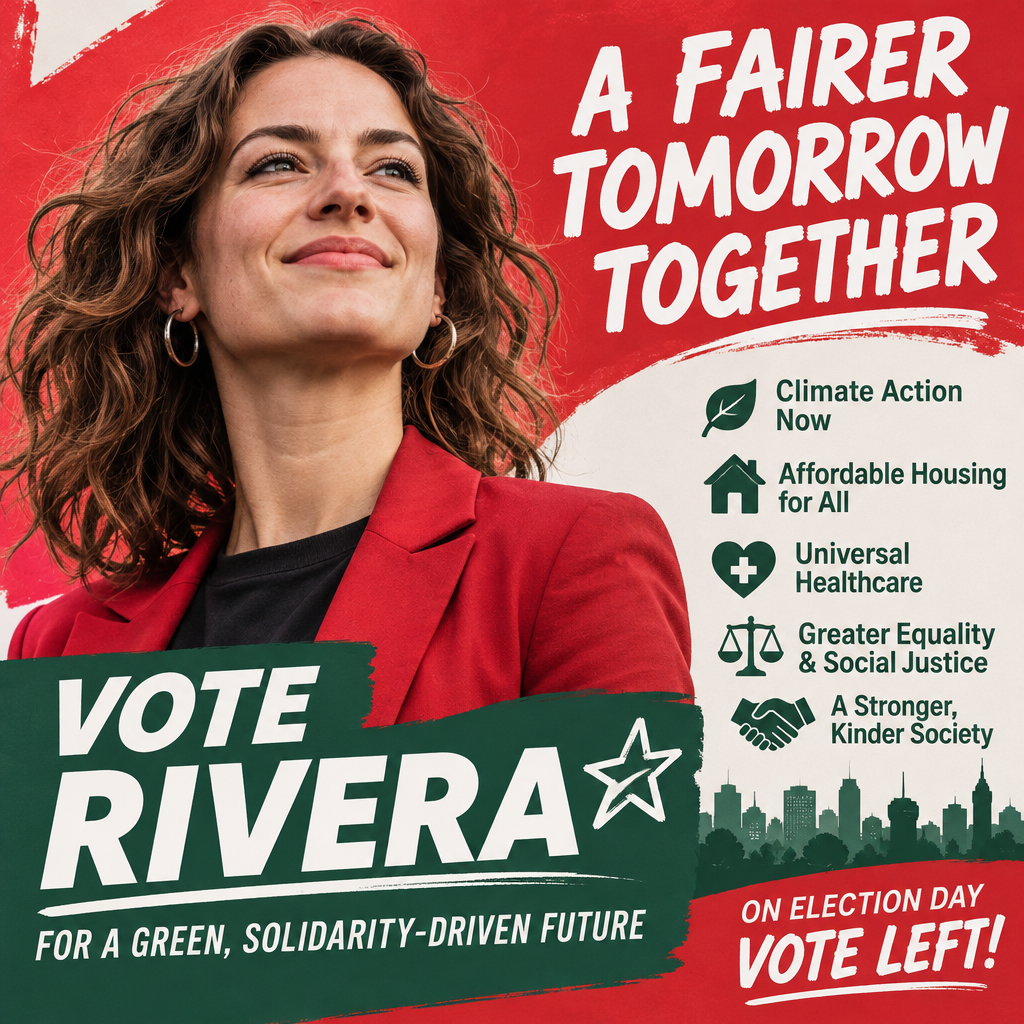 A FAIRER
TOMORROW
TOGETHER
Climate Action
Now
Affordable Housing
for All
Universal
Healthcare
Greater Equality
& Social Justice
A Stronger,
Kinder Society
VOTE
RIVERA
FOR A GREEN, SOLIDARITY-DRIVEN FUTURE
ON ELECTION DAY
VOTE LEFT!